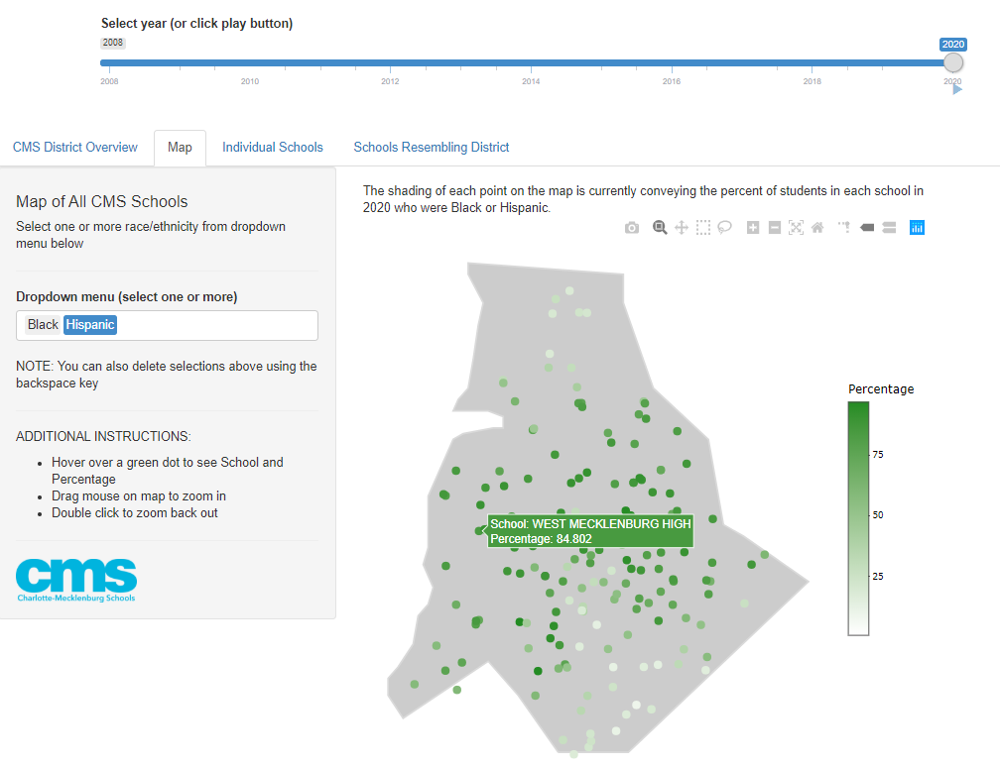 Select year (or click play button)
2008
2020
2008 2010 2012 2014 2016 2018 2020
CMS District Overview Map Individual Schools Schools Resembling District
Map of All CMS Schools
Select one or more race/ethnicity from dropdown
menu below
Dropdown menu (select one or more)
Black Hispanic
NOTE: You can also delete selections above using the
backspace key
ADDITIONAL INSTRUCTIONS:
Hover over a green dot to see School and
Percentage
Drag mouse on map to zoom in
Double click to zoom back out
cms
Charlotte-Mecklenburg Schools
The shading of each point on the map is currently conveying the percent of students in each school in
2020 who were Black or Hispanic.
School: WEST MECKLENBURG HIGH
Percentage: 84.802
Percentage
75
50
25